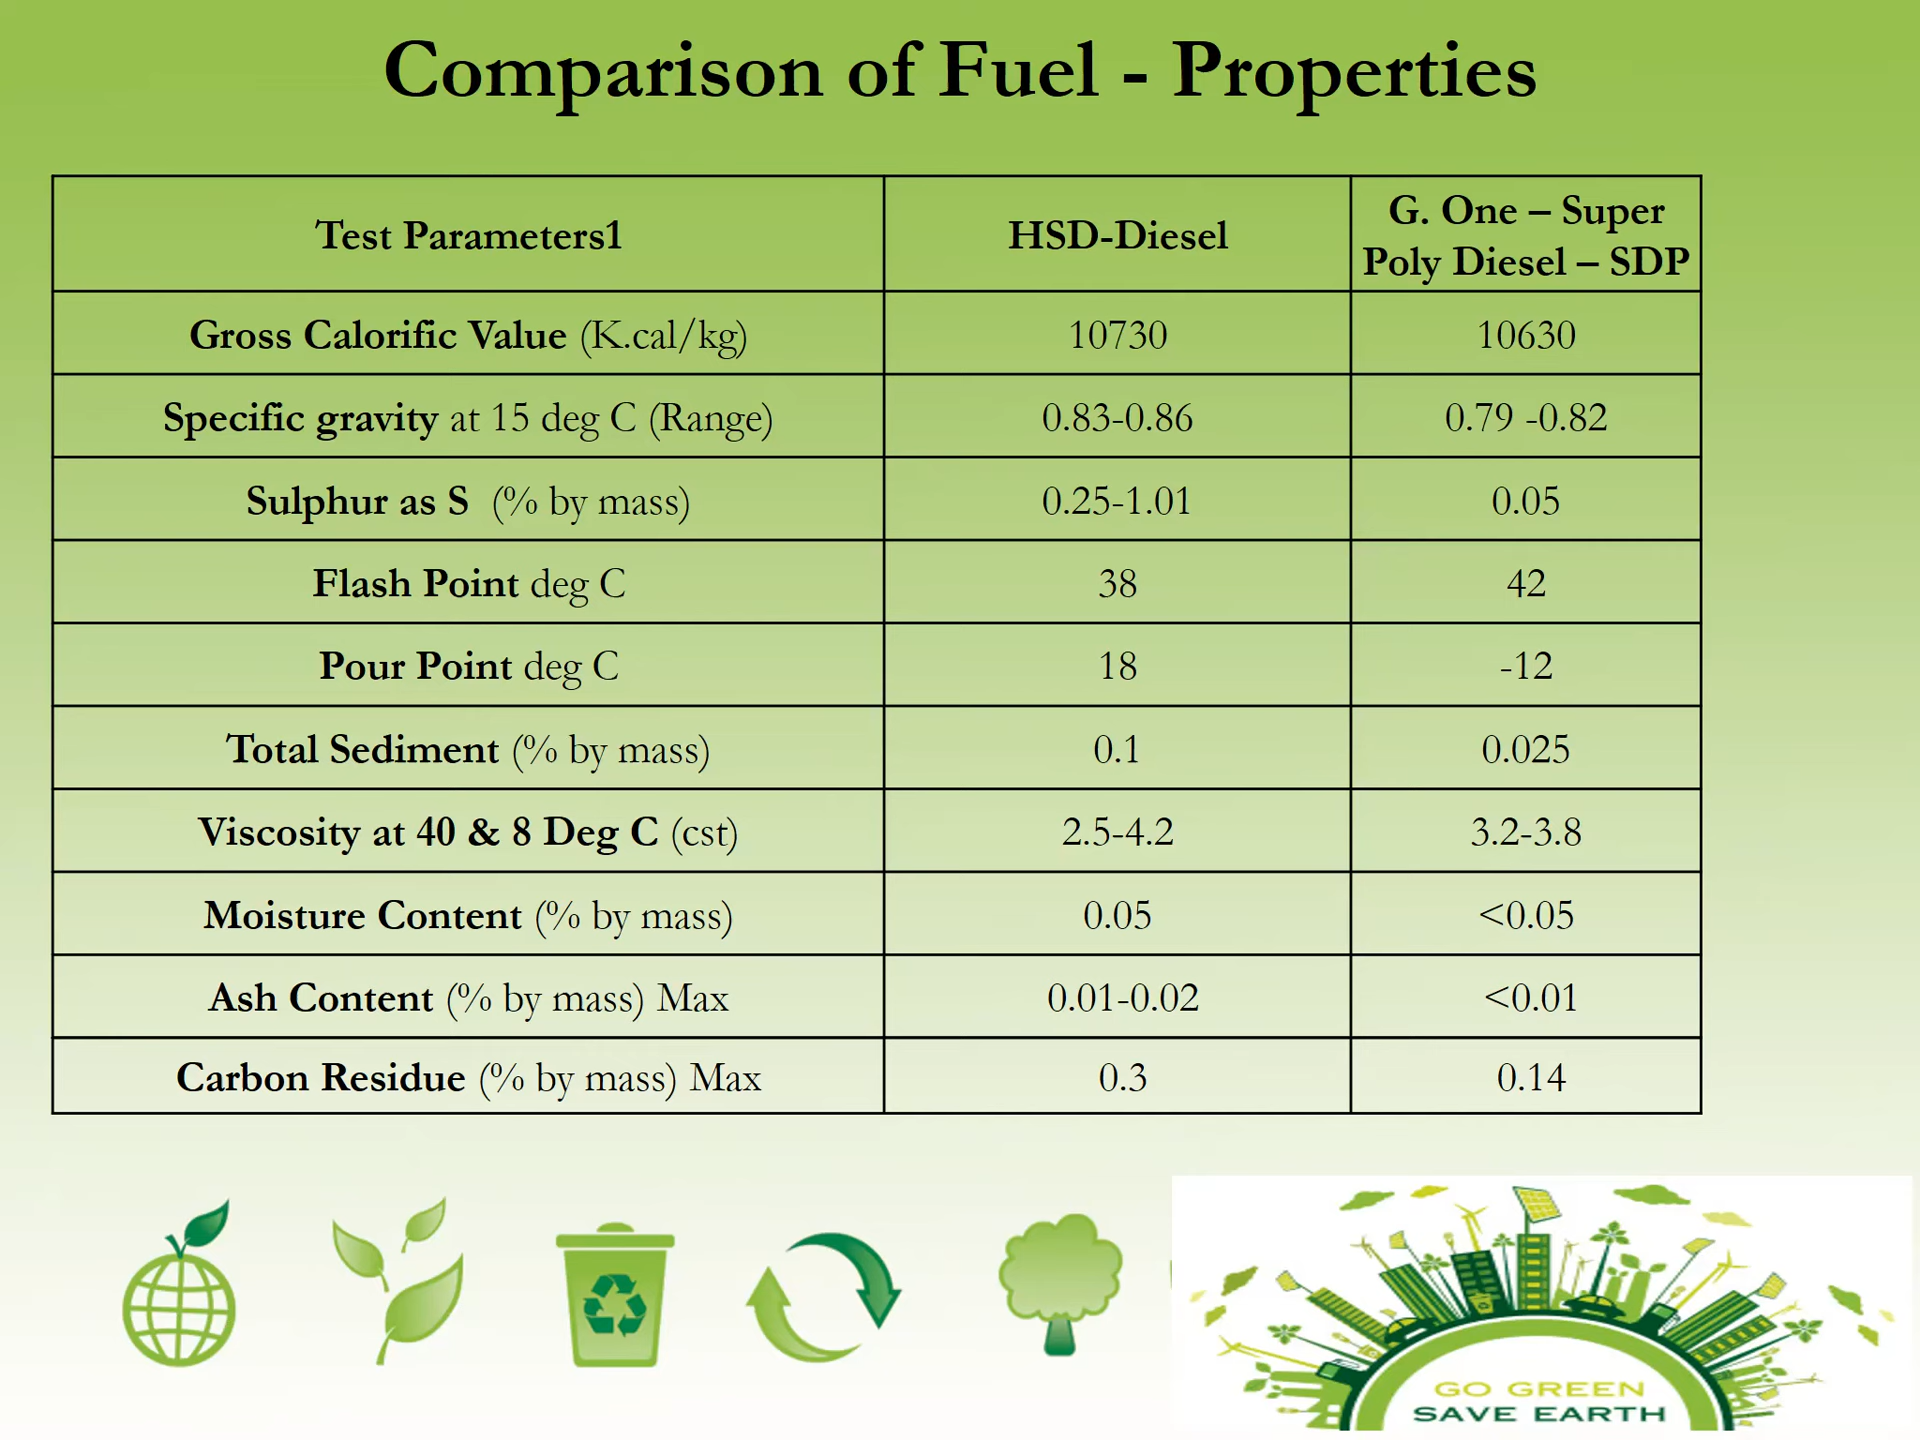 Comparison of Fuel - Properties
Test Parameters1 HSD-Diesel G. One – Super
Poly Diesel – SDP
Gross Calorific Value (K.cal/kg) 10730 10630
Specific gravity at 15 deg C (Range) 0.83-0.86 0.79 -0.82
Sulphur as S (% by mass) 0.25-1.01 0.05
Flash Point deg C 38 42
Pour Point deg C 18 -12
Total Sediment (% by mass) 0.1 0.025
Viscosity at 40 & 8 Deg C (cst) 2.5-4.2 3.2-3.8
Moisture Content (% by mass) 0.05 <0.05
Ash Content (% by mass) Max 0.01-0.02 <0.01
Carbon Residue (% by mass) Max 0.3 0.14
GO GREEN
SAVE EARTH